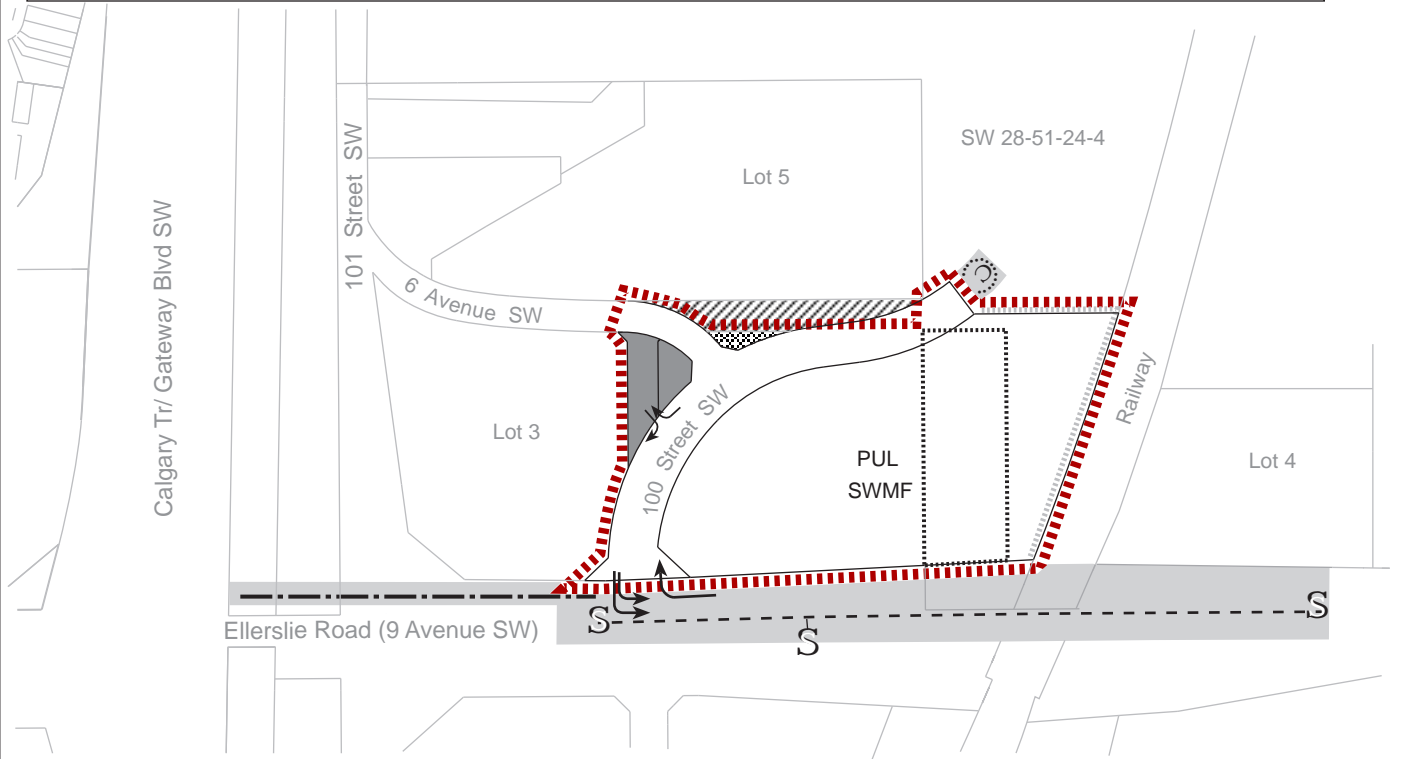 SW 28-51-24-4
Lot 5
101 Street SW
Calgary Tr/ Gateway Blvd SW
6 Avenue SW
C
Railway
100 Street SW
Lot 3
PUL
SWMF
Lot 4
S
S
S
Ellerslie Road (9 Avenue SW)